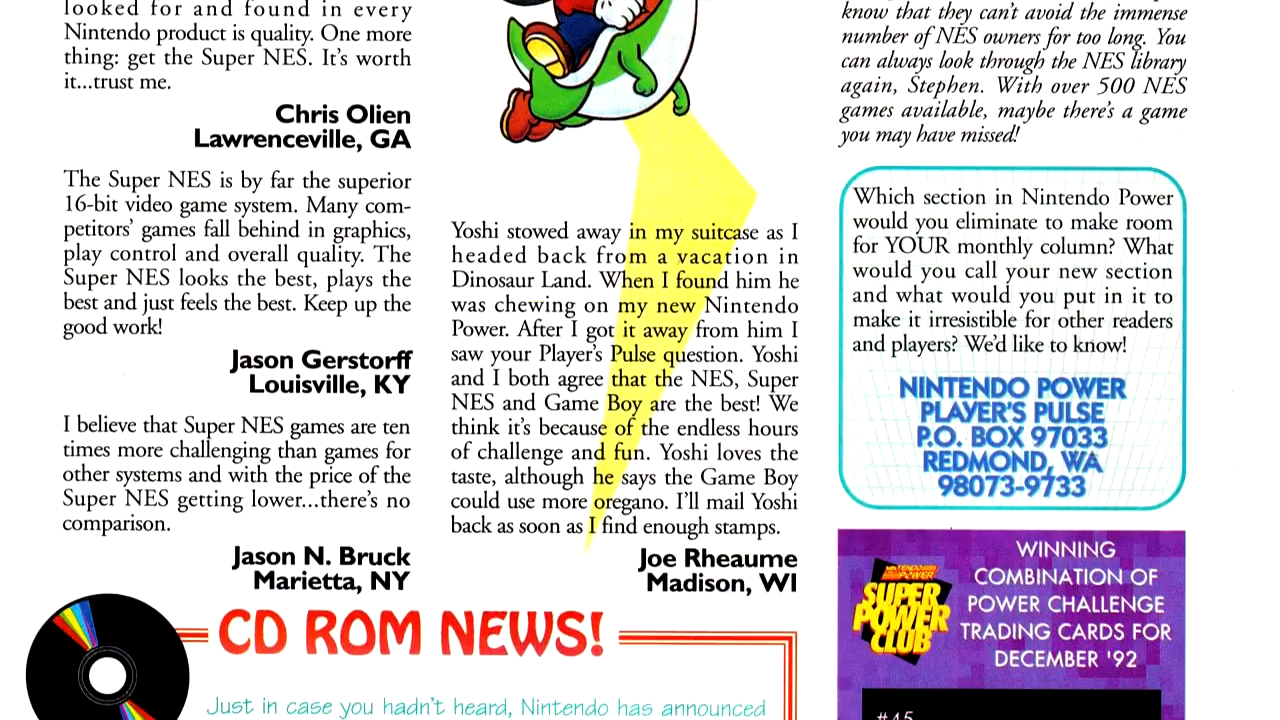 looked for and found in every
Nintendo product is quality. One more
thing: get the Super NES. It's worth
it...trust me.
Chris Olien
Lawrenceville, GA
The Super NES is by far the superior
16-bit video game system. Many com-
petitors' games fall behind in graphics,
play control and overall quality. The
Super NES looks the best, plays the
best and just feels the best. Keep up the
good work!
Jason Gerstorff
Louisville, KY
I believe that Super NES games are ten
times more challenging than games for
other systems and with the price of the
Super NES getting lower...there's no
comparison.
Jason N. Bruck
Marietta, NY
Yoshi stowed away in my suitcase as I
headed back from a vacation in
Dinosaur Land. When I found him he
was chewing on my new Nintendo
Power. After I got it away from him I
saw your Player's Pulse question. Yoshi
and I both agree that the NES, Super
NES and Game Boy are the best! We
think it's because of the endless hours
of challenge and fun. Yoshi loves the
taste, although he says the Game Boy
could use more oregano. I'll mail Yoshi
back as soon as I find enough stamps.
Joe Rheaume
Madison, WI
CD ROM NEWS!
Just in case you hadn't heard, Nintendo has announced
know that they can't avoid the immense
number of NES owners for too long. You
can always look through the NES library
again, Stephen. With over 500 NES
games available, maybe there's a game
you may have missed!
Which section in Nintendo Power
would you eliminate to make room
for YOUR monthly column? What
would you call your new section
and what would you put in it to
make it irresistible for other readers
and players? We'd like to know!
NINTENDO POWER
PLAYER'S PULSE
P.O. BOX 97033
REDMOND, WA
98073-9733
NINTENDO
POWER
SUPER
POWER
CLUB
WINNING
COMBINATION OF
POWER CHALLENGE
TRADING CARDS FOR
DECEMBER '92
#45